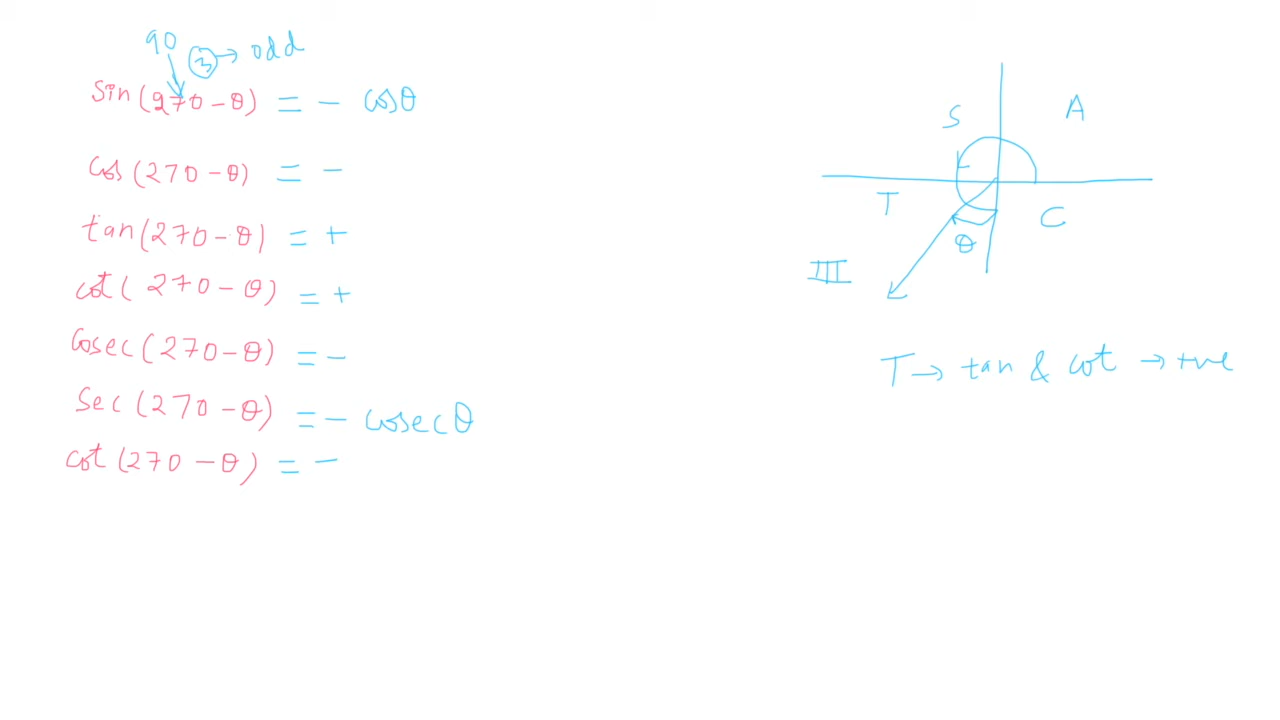 90 3 → odd
sin(270-θ) = - cosθ
cos(270-θ) = -
tan(270-θ) = +
cot(270-θ) = +
cosec(270-θ) = -
sec(270-θ) = - cosecθ
cot(270-θ) = -
S A
T C
θ
III
T → tan & cot → +ve